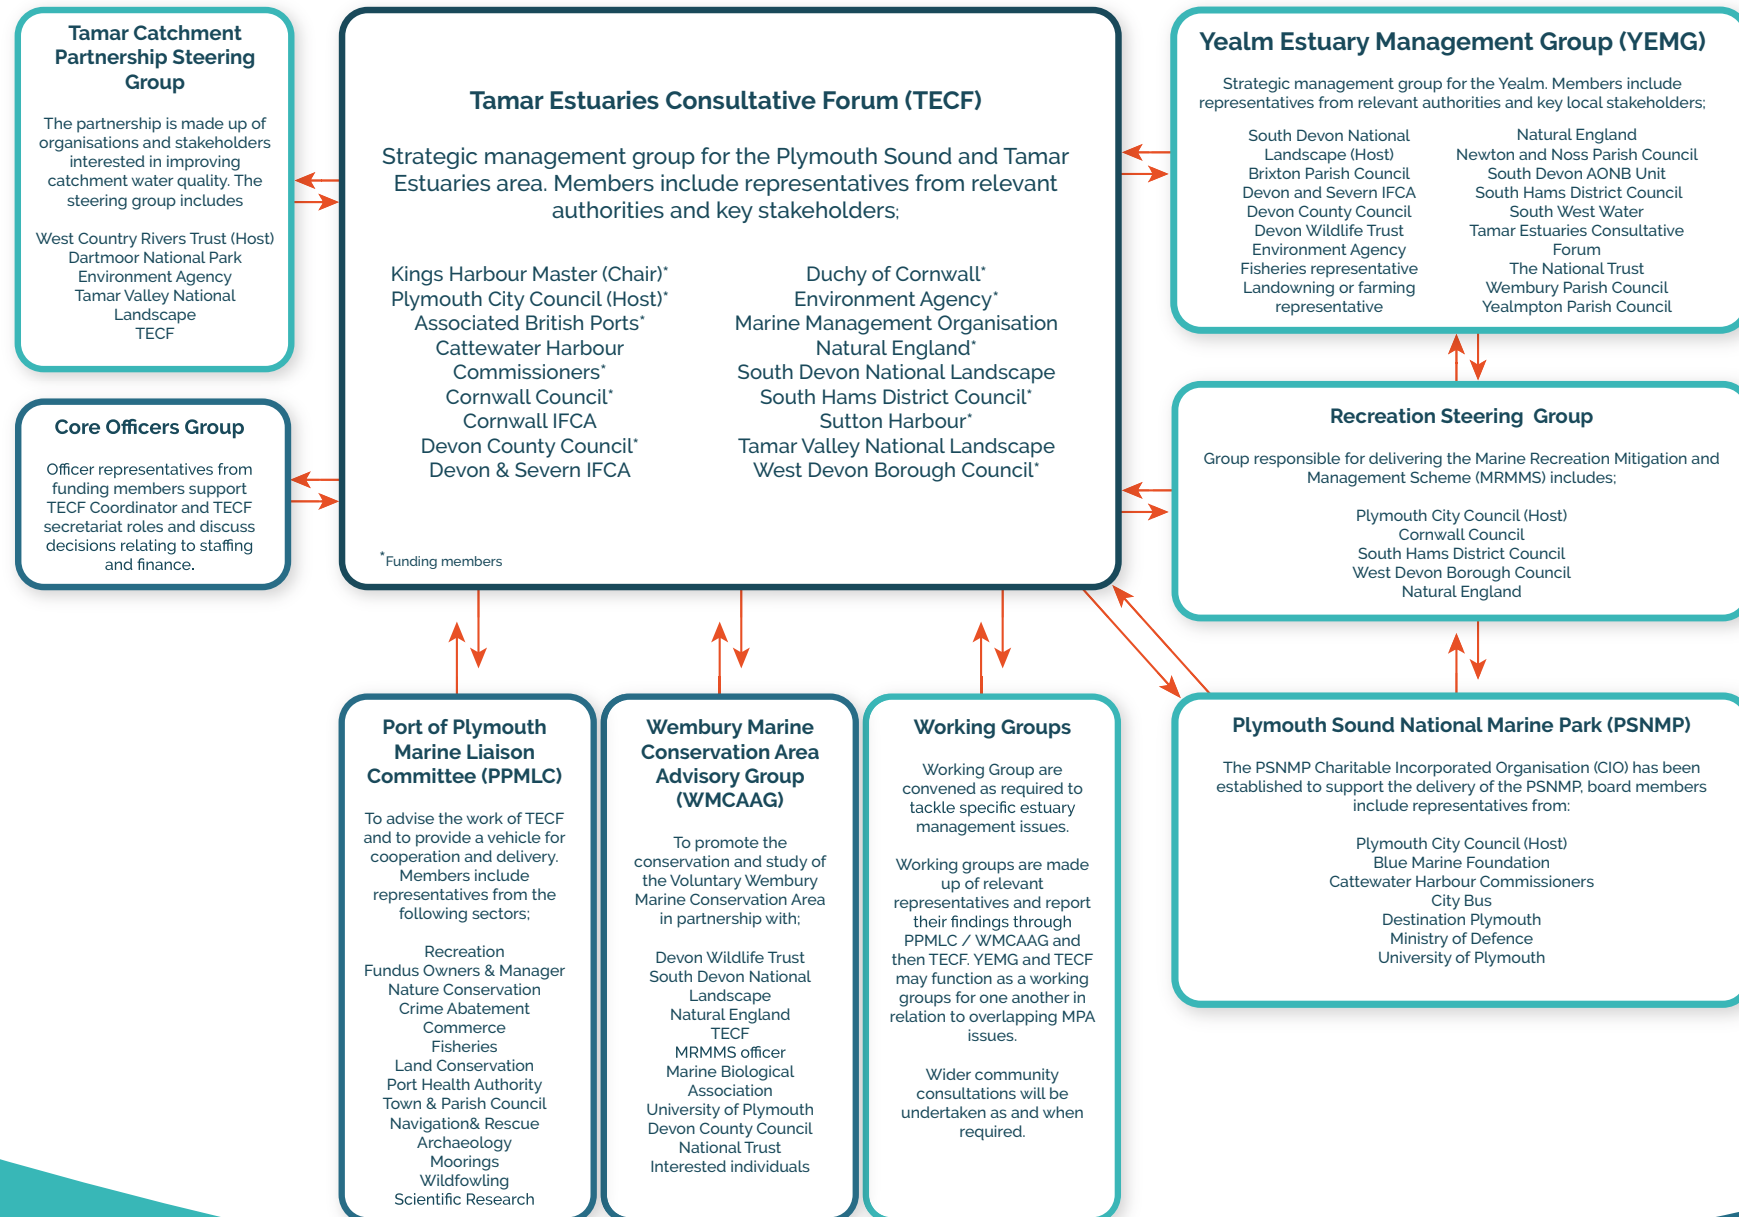 Tamar Catchment
Partnership Steering
Group
The partnership is made up of
organisations and stakeholders
interested in improving
catchment water quality. The
steering group includes
West Country Rivers Trust (Host)
Dartmoor National Park
Environment Agency
Tamar Valley National
Landscape
TECF
Core Officers Group
Officer representatives from
funding members support
TECF Coordinator and TECF
secretariat roles and discuss
decisions relating to staffing
and finance.
Tamar Estuaries Consultative Forum (TECF)
Strategic management group for the Plymouth Sound and Tamar
Estuaries area. Members include representatives from relevant
authorities and key stakeholders;
Kings Harbour Master (Chair)*
Plymouth City Council (Host)*
Associated British Ports*
Cattewater Harbour
Commissioners*
Cornwall Council*
Cornwall IFCA
Devon County Council*
Devon & Severn IFCA
Duchy of Cornwall*
Environment Agency*
Marine Management Organisation
Natural England*
South Devon National Landscape
South Hams District Council*
Sutton Harbour*
Tamar Valley National Landscape
West Devon Borough Council*
*Funding members
Yealm Estuary Management Group (YEMG)
Strategic management group for the Yealm. Members include
representatives from relevant authorities and key local stakeholders;
South Devon National
Landscape (Host)
Brixton Parish Council
Devon and Severn IFCA
Devon County Council
Devon Wildlife Trust
Environment Agency
Fisheries representative
Landowning or farming
representative
Natural England
Newton and Noss Parish Council
South Devon AONB Unit
South Hams District Council
South West Water
Tamar Estuaries Consultative
Forum
The National Trust
Wembury Parish Council
Yealmpton Parish Council
Recreation Steering Group
Group responsible for delivering the Marine Recreation Mitigation and
Management Scheme (MRMMS) includes;
Plymouth City Council (Host)
Cornwall Council
South Hams District Council
West Devon Borough Council
Natural England
Port of Plymouth
Marine Liaison
Committee (PPMLC)
To advise the work of TECF
and to provide a vehicle for
cooperation and delivery.
Members include
representatives from the
following sectors;
Recreation
Fundus Owners & Manager
Nature Conservation
Crime Abatement
Commerce
Fisheries
Land Conservation
Port Health Authority
Town & Parish Council
Navigation& Rescue
Archaeology
Moorings
Wildfowling
Scientific Research
Wembury Marine
Conservation Area
Advisory Group
(WMCAAG)
To promote the
conservation and study of
the Voluntary Wembury
Marine Conservation Area
in partnership with;
Devon Wildlife Trust
South Devon National
Landscape
Natural England
TECF
MRMMS officer
Marine Biological
Association
University of Plymouth
Devon County Council
National Trust
Interested individuals
Working Groups
Working Group are
convened as required to
tackle specific estuary
management issues.
Working groups are made
up of relevant
representatives and report
their findings through
PPMLC / WMCAAG and
then TECF. YEMG and TECF
may function as a working
groups for one another in
relation to overlapping MPA
issues.
Wider community
consultations will be
undertaken as and when
required.
Plymouth Sound National Marine Park (PSNMP)
The PSNMP Charitable Incorporated Organisation (CIO) has been
established to support the delivery of the PSNMP, board members
include representatives from:
Plymouth City Council (Host)
Blue Marine Foundation
Cattewater Harbour Commissioners
City Bus
Destination Plymouth
Ministry of Defence
University of Plymouth